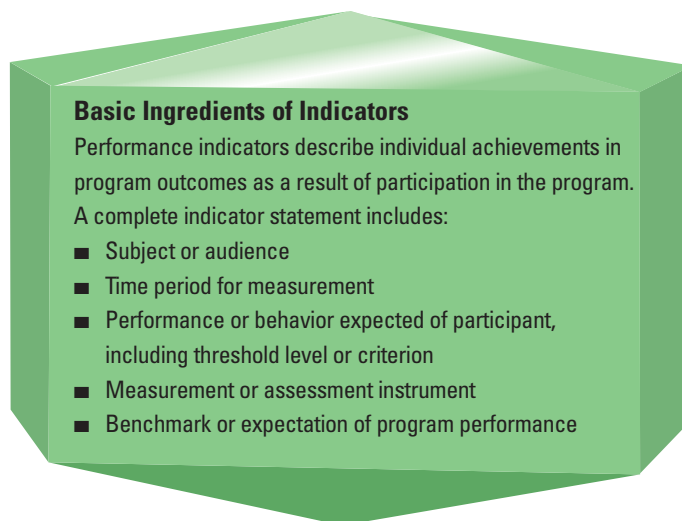 Basic Ingredients of Indicators
Performance indicators describe individual achievements in
program outcomes as a result of participation in the program.
A complete indicator statement includes:
■ Subject or audience
■ Time period for measurement
■ Performance or behavior expected of participant,
including threshold level or criterion
■ Measurement or assessment instrument
■ Benchmark or expectation of program performance